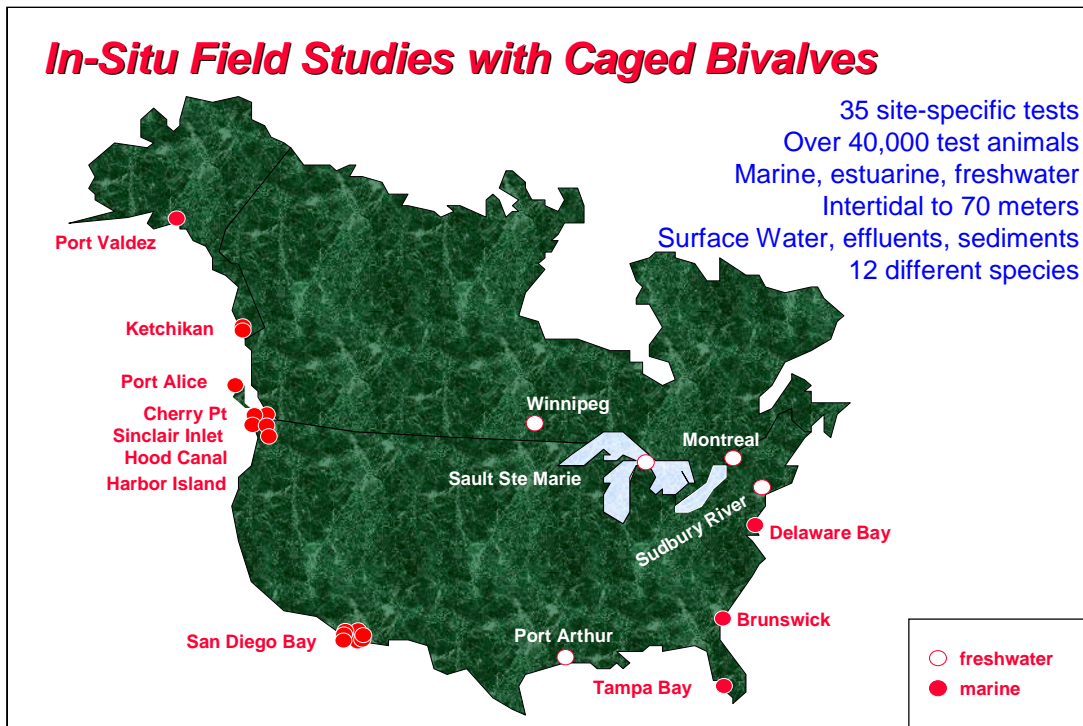 In-Situ Field Studies with Caged Bivalves
35 site-specific tests
Over 40,000 test animals
Marine, estuarine, freshwater
Intertidal to 70 meters
Surface Water, effluents, sediments
12 different species
Port Valdez
Ketchikan
Port Alice
Cherry Pt
Sinclair Inlet
Hood Canal
Harbor Island
Winnipeg
Montreal
Sault Ste Marie
Sudbury River
Delaware Bay
Brunswick
San Diego Bay
Port Arthur
Tampa Bay
freshwater
marine